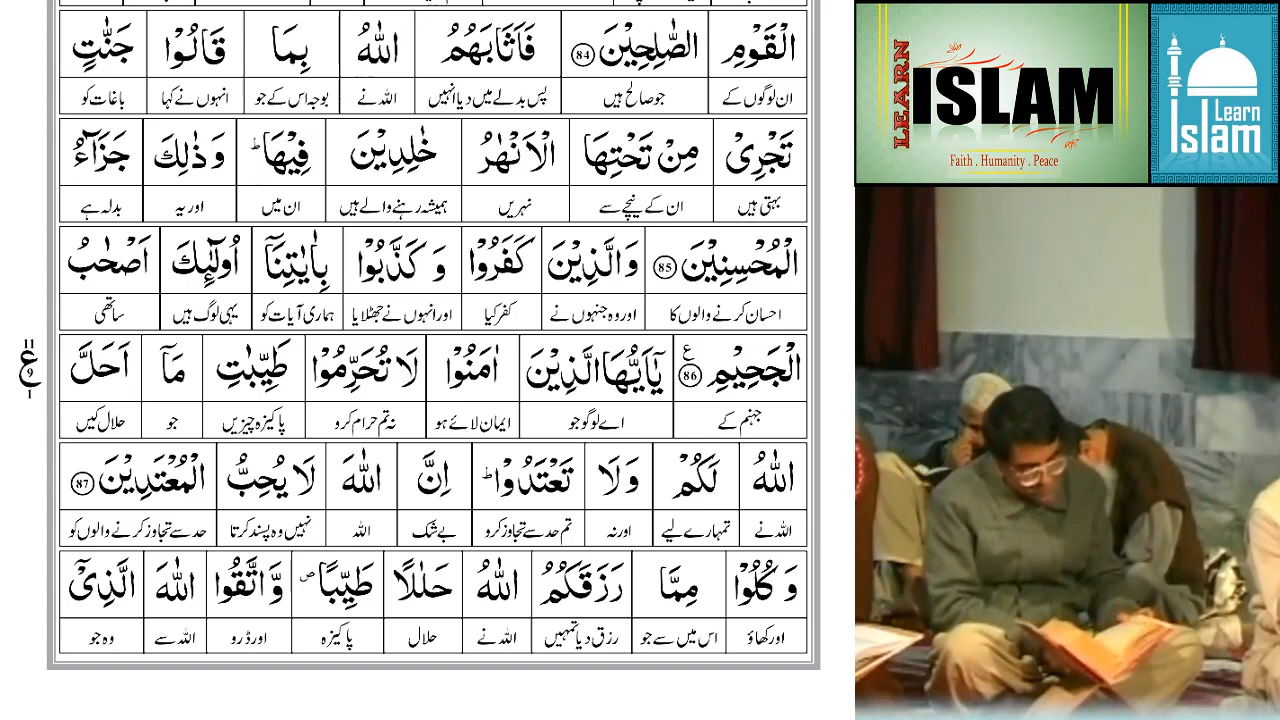 الْقَوْمِ الصّٰلِحِيْنَ ﴿84﴾ فَاَثَابَهُمُ اللّٰهُ بِمَا قَالُوْا جَنّٰتٍ
ان لوگوں کے جو صالح ہیں پس بدلے میں دیا انہیں اللہ نے بوجہ اس کے جو انہوں نے کہا باغات کو
تَجْرِيْ مِنْ تَحْتِهَا الْاَنْهٰرُ خٰلِدِيْنَ فِيْهَا ؕ وَ ذٰلِكَ جَزَآءُ
بہتی ہیں ان کے نیچے سے نہریں ہمیشہ رہنے والے ہیں ان میں اور یہ بدلہ ہے
الْمُحْسِنِيْنَ ﴿85﴾ وَ الَّذِيْنَ كَفَرُوْا وَ كَذَّبُوْا بِاٰيٰتِنَاۤ اُولٰٓئِكَ اَصْحٰبُ
احسان کرنے والوں کا اور وہ جنہوں نے کفر کیا اور انہوں نے جھٹلایا ہماری آیات کو یہی لوگ ہیں ساتھی
الْجَحِيْمِ ﴿86﴾ ع يٰۤاَيُّهَا الَّذِيْنَ اٰمَنُوْا لَا تُحَرِّمُوْا طَيِّبٰتِ مَاۤ اَحَلَّ
جہنم کے اے لوگو جو ایمان لائے ہو نہ تم حرام کرو پاکیزہ چیزیں جو حلال کیں
اللّٰهُ لَكُمْ وَ لَا تَعْتَدُوْا ؕ اِنَّ اللّٰهَ لَا يُحِبُّ الْمُعْتَدِيْنَ ﴿87﴾
اللہ نے تمہارے لیے اور نہ تم حد سے تجاوز کرو بے شک اللہ نہیں وہ پسند کرتا حد سے تجاوز کرنے والوں کو
وَ كُلُوْا مِمَّا رَزَقَكُمُ اللّٰهُ حَلٰلًا طَيِّبًا ۪ وَّ اتَّقُوا اللّٰهَ الَّذِيْۤ
اور کھاؤ اس میں سے جو رزق دیا تمہیں اللہ نے حلال پاکیزہ اور ڈرو اللہ سے وہ جو
LEARN
ISLAM
Faith . Humanity . Peace
Learn
Islam